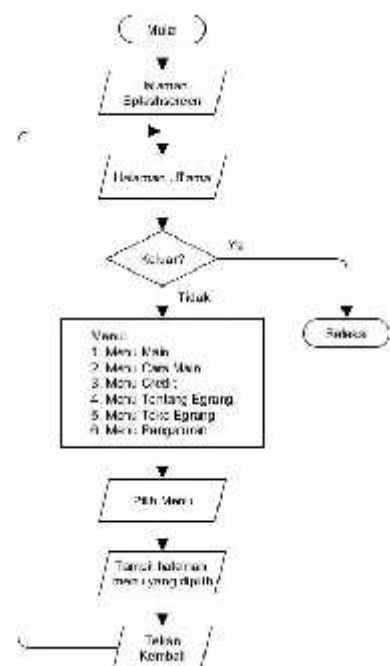 Mulai
Halaman
Splashscreen
Halaman Utama
Keluar?
Ya
Tidak
Selesai
Menu:
1. Menu Main
2. Menu Cara Main
3. Menu Credit
4. Menu Tentang Egrang
5. Menu Toko Egrang
6. Menu Pengaturan
Pilih Menu
Tampil halaman
menu yang dipilih
Tekan
Kembali